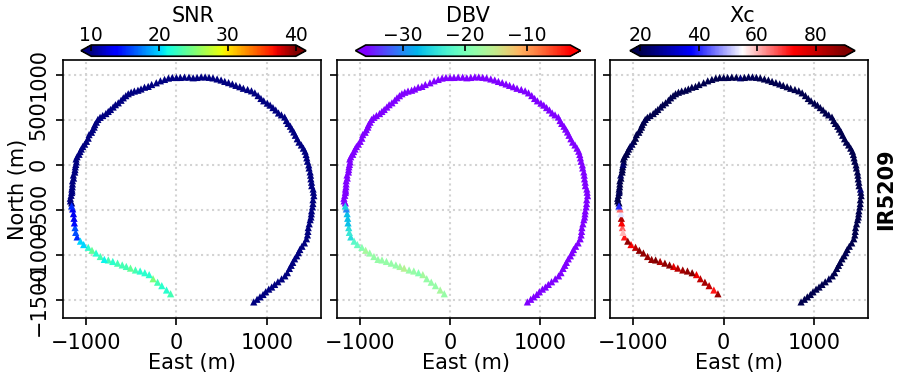 SNR DBV Xc
10 20 30 40 −30 −20 −10 20 40 60 80
North (m)
1000
500
0
−500
−1000
−1500
IR5209
−1000 0 1000 −1000 0 1000 −1000 0 1000
East (m) East (m) East (m)